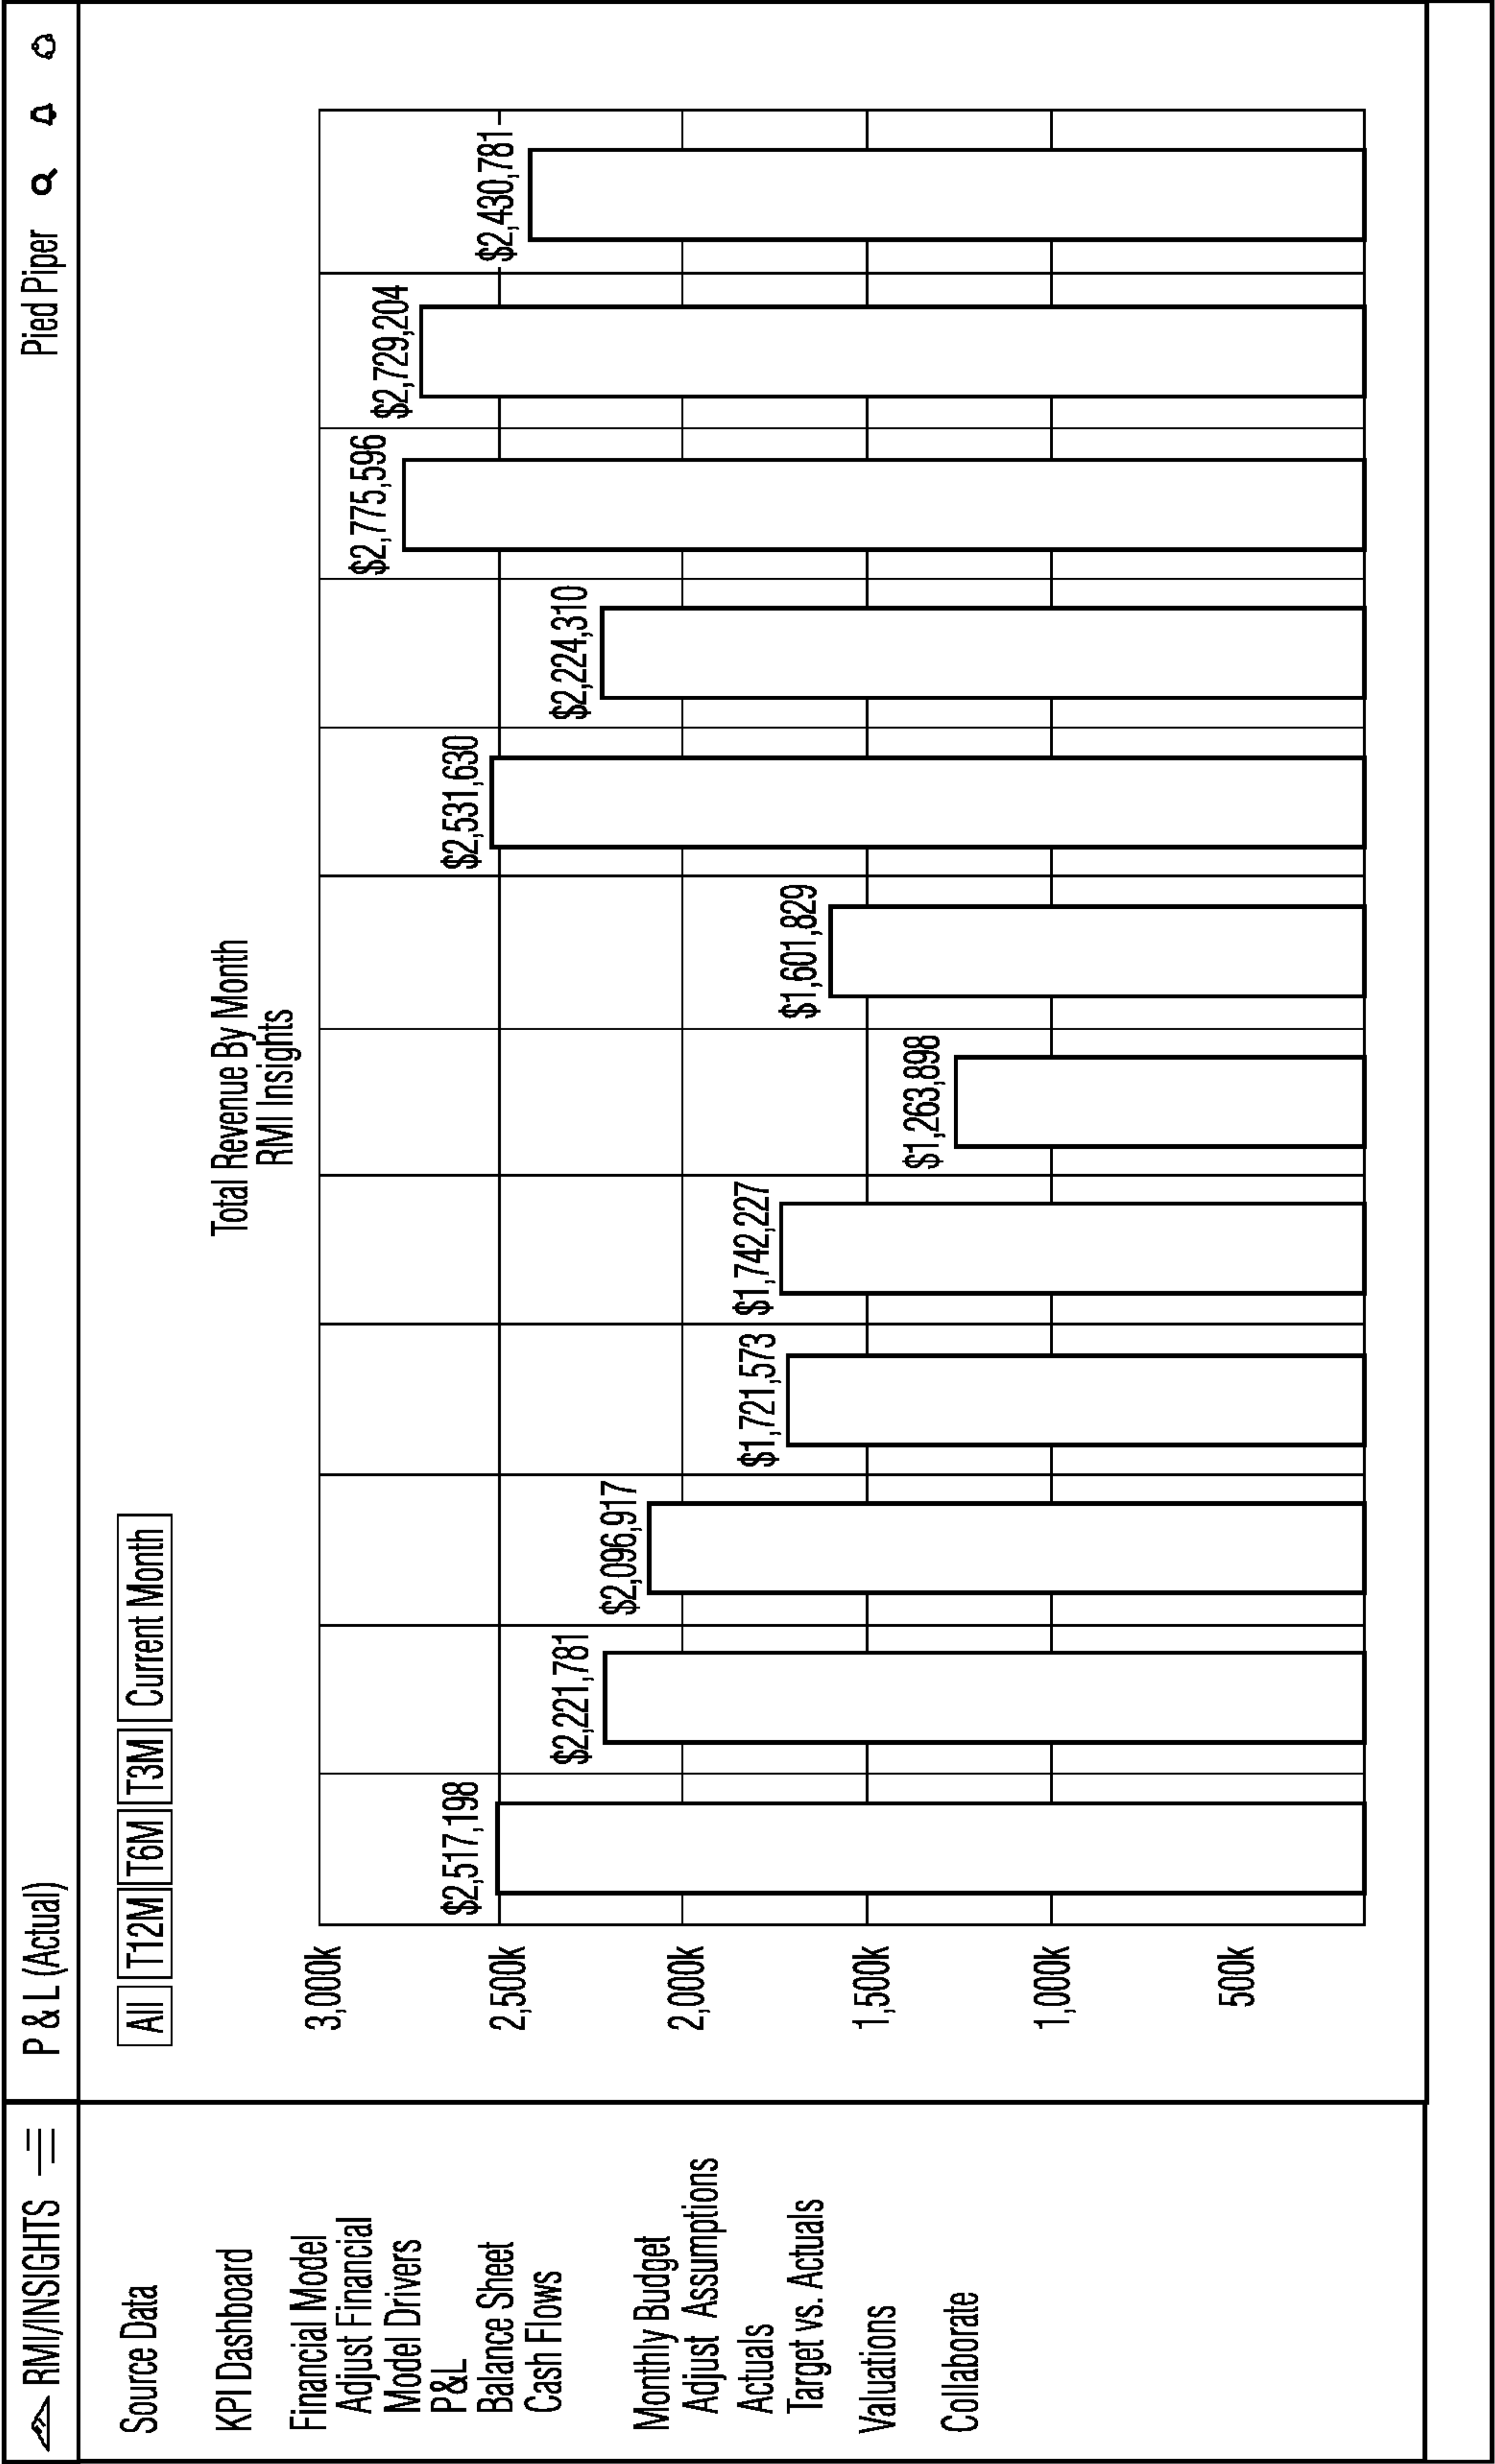 RMI/INSIGHTS
P & L (Actual)
Pied Piper
Source Data
KPI Dashboard
Financial Model
Adjust Financial
Model Drivers
P&L
Balance Sheet
Cash Flows
Monthly Budget
Adjust Assumptions
Actuals
Target vs. Actuals
Valuations
Collaborate
All T12M T6M T3M Current Month
Total Revenue By Month
RMI Insights
3,000k
2,500k
2,000k
1,500k
1,000k
500k
$2,517,198
$2,221,781
$2,096,917
$1,721,573
$1,742,227
$1,263,898
$1,601,829
$2,531,630
$2,224,310
$2,775,596
$2,729,204
$2,430,781